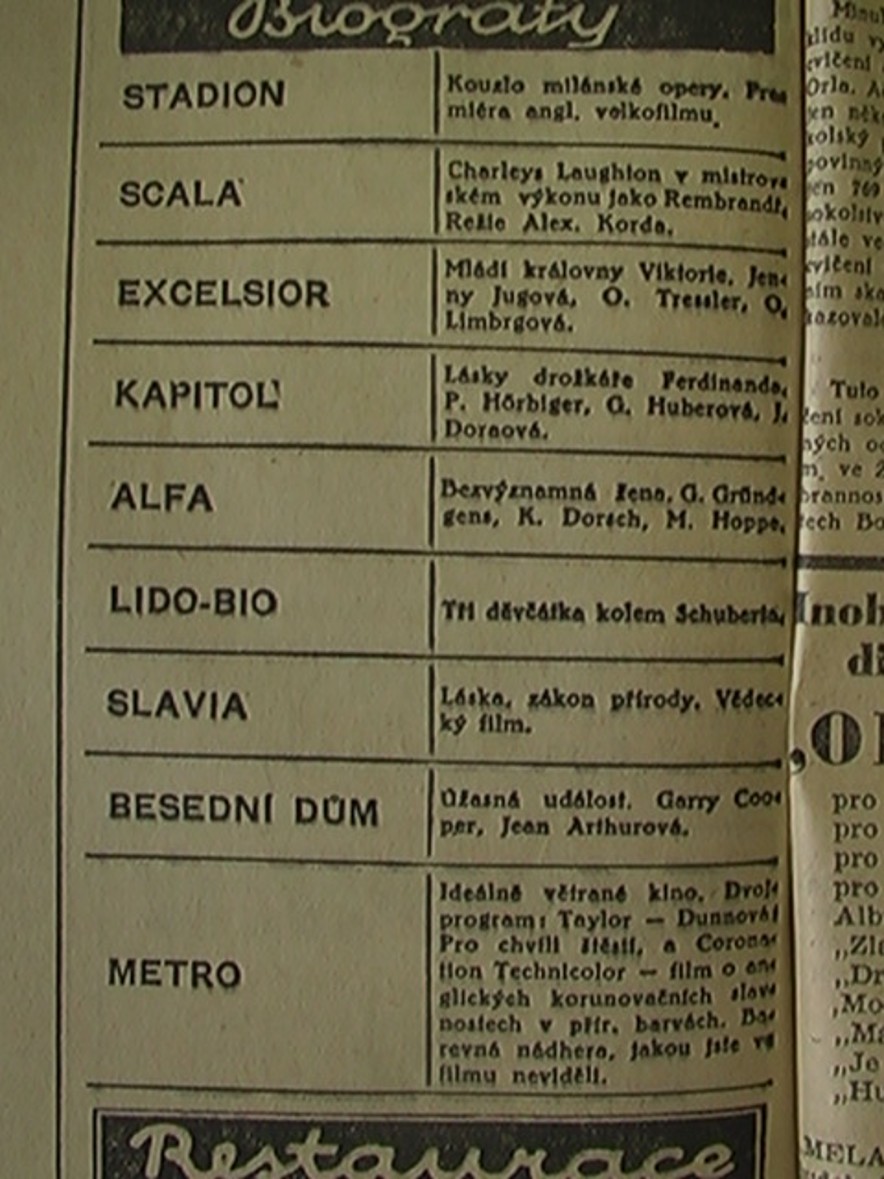 Biografy
STADION
Kouzlo milánské opery. Pre-
miéra angl. velkofilmu.
SCALA
Charleys Laughton v mistrov-
ském výkonu jako Rembrandt.
Režie Alex. Korda.
EXCELSIOR
Mládí královny Viktorie. Jen-
ny Jugová, O. Tressler, O.
Limbrgová.
KAPITOL
Lásky drožkáře Ferdinanda.
P. Hörbiger, G. Huberová, J.
Dornová.
ALFA
Bezvýznamná žena. G. Gründ-
gens, K. Dorsch, M. Hoppe.
LIDO-BIO
Tři děvčátka kolem Schuberta.
SLAVIA
Láska, zákon přírody. Vědec-
ký film.
BESEDNÍ DŮM
Úžasná událost. Garry Coo-
per, Jean Arthurová.
METRO
Ideálně větrané kino. Dvoj-
program: Taylor — Dunnová:
Pro chvíli štěstí, a Corona-
tion Technicolor — film o an-
glických korunovačních slav-
nostech v přír. barvách. Ba-
revná nádhera, jakou jste ve
filmu neviděli.
Restaurace
pro
pro
pro
pro